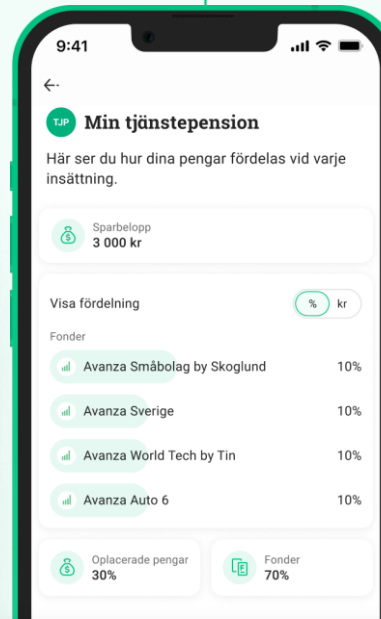 9:41
TJP Min tjänstepension
Här ser du hur dina pengar fördelas vid varje
insättning.
Sparbelopp
3 000 kr
Visa fördelning % kr
Fonder
Avanza Småbolag by Skoglund 10%
Avanza Sverige 10%
Avanza World Tech by Tin 10%
Avanza Auto 6 10%
Oplacerade pengar
30%
Fonder
70%